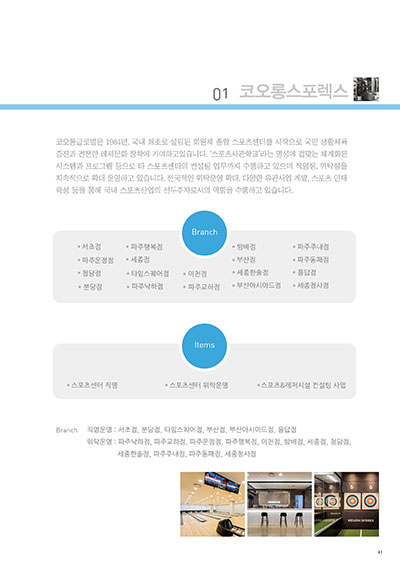 01 코오롱스포렉스
코오롱글로벌은 1984년, 국내 최초로 설립된 회원제 종합 스포츠센터를 시작으로 국민 생활체육
증진과 건전한 레저문화 창착에 기여하고있습니다. '스포츠사관학교'라는 명성에 걸맞는 체계화된
시스템과 프로그램 등으로 타 스포츠센터의 컨설팅 업무까지 수행하고 있으며 직영점, 위탁점을
지속적으로 확대 운영하고 있습니다. 전국적인 위탁운영 확대, 다양한 유관사업 개발, 스포츠 인재
육성 등을 통해 국내 스포츠산업의 선두주자로서의 역할을 수행하고 있습니다.
Branch
• 서초점 • 파주행복점 • 방배점 • 파주주내점
• 파주운정점 • 세종점 • 부산점 • 파주동패점
• 청담점 • 타임스퀘어점 • 이천점 • 세종한솔점 • 응답점
• 분당점 • 파주낙하점 • 파주교하점 • 부산아시아드점 • 세종청사점
Items
• 스포츠센터 직영 • 스포츠센터 위탁운영 • 스포츠&레저시설 컨설팅 사업
Branch 직영운영 : 서초점, 분당점, 타임스퀘어점, 부산점, 부산아시아드점, 응답점
위탁운영 : 파주낙하점, 파주교하점, 파주운정점, 파주행복점, 이천점, 방배점, 세종점, 청담점,
세종한솔점, 파주주내점, 파주동패점, 세종청사점
41